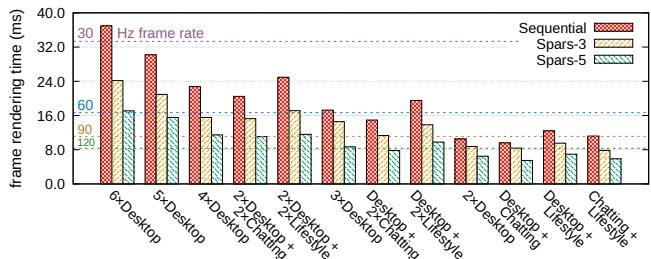 frame rendering time (ms)
40.0
32.0
24.0
16.0
8.0
0.0
30 Hz frame rate
60
90
120
Sequential
Spars-3
Spars-5
6×Desktop
5×Desktop
4×Desktop
2×Desktop +
2×Chatting
2×Desktop +
2×Lifestyle
3×Desktop
Desktop +
2×Chatting
Desktop +
2×Lifestyle
2×Desktop
Desktop +
Chatting
Desktop +
Lifestyle
Chatting +
Lifestyle